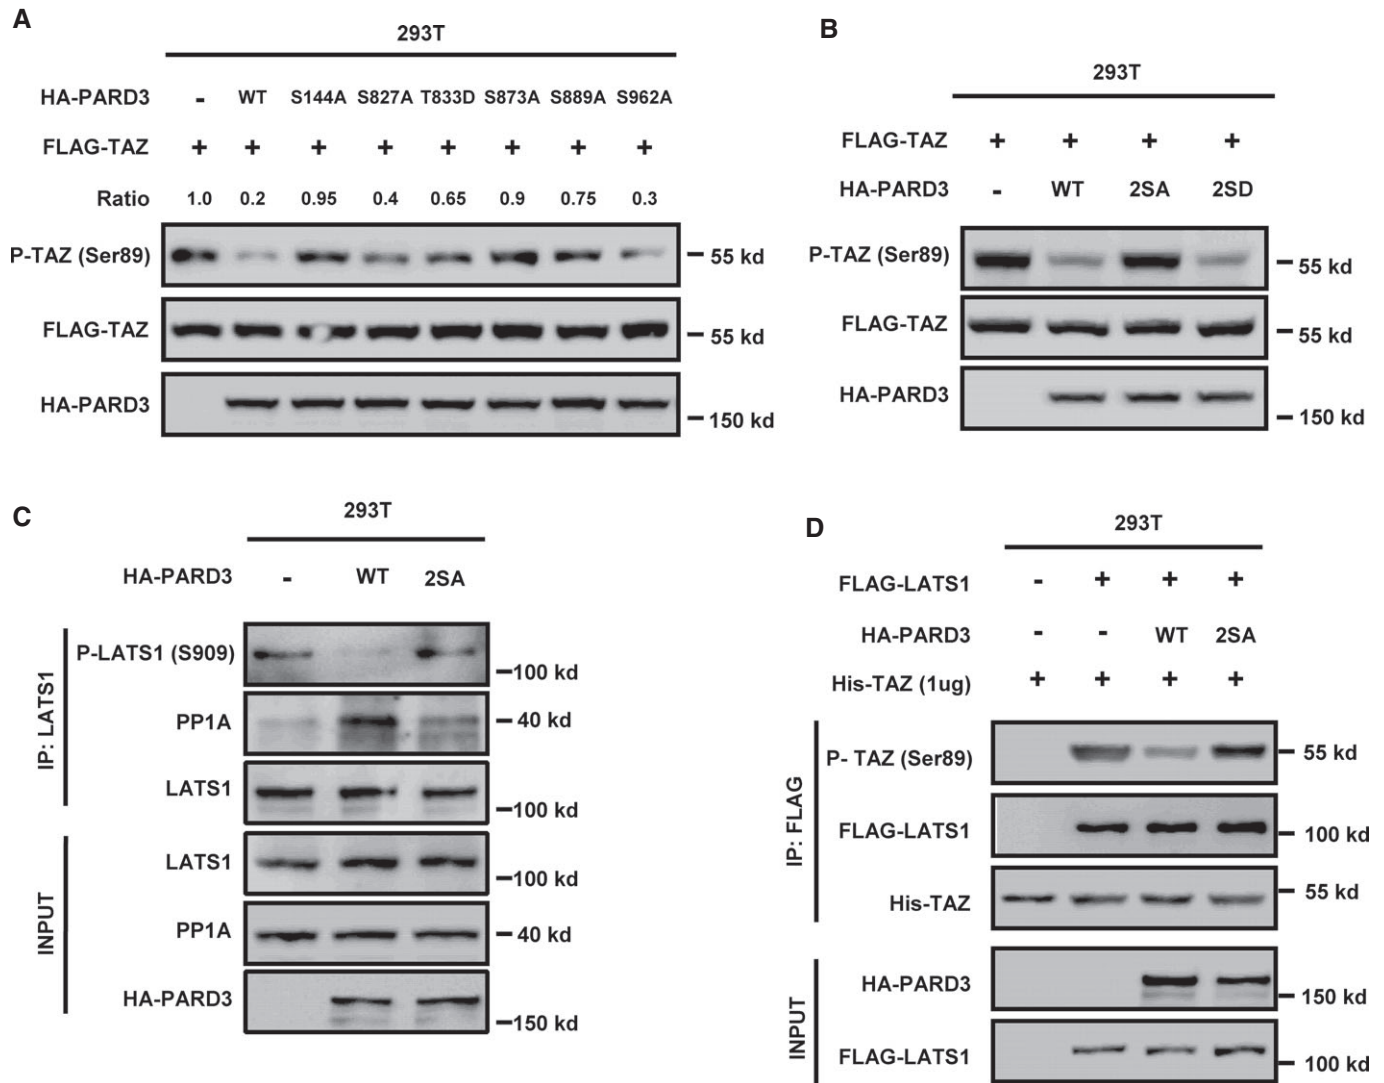 A
293T
HA-PARD3 - WT S144A S827A T833D S873A S889A S962A
FLAG-TAZ + + + + + + + +
Ratio 1.0 0.2 0.95 0.4 0.65 0.9 0.75 0.3
P-TAZ (Ser89) 55 kd
FLAG-TAZ 55 kd
HA-PARD3 150 kd
B
293T
FLAG-TAZ + + + +
HA-PARD3 - WT 2SA 2SD
P-TAZ (Ser89) 55 kd
FLAG-TAZ 55 kd
HA-PARD3 150 kd
C
293T
HA-PARD3 - WT 2SA
IP: LATS1
P-LATS1 (S909) 100 kd
PP1A 40 kd
LATS1 100 kd
INPUT
LATS1 100 kd
PP1A 40 kd
HA-PARD3 150 kd
D
293T
FLAG-LATS1 - + + +
HA-PARD3 - - WT 2SA
His-TAZ (1ug) + + + +
IP: FLAG
P- TAZ (Ser89) 55 kd
FLAG-LATS1 100 kd
His-TAZ 55 kd
INPUT
HA-PARD3 150 kd
FLAG-LATS1 100 kd